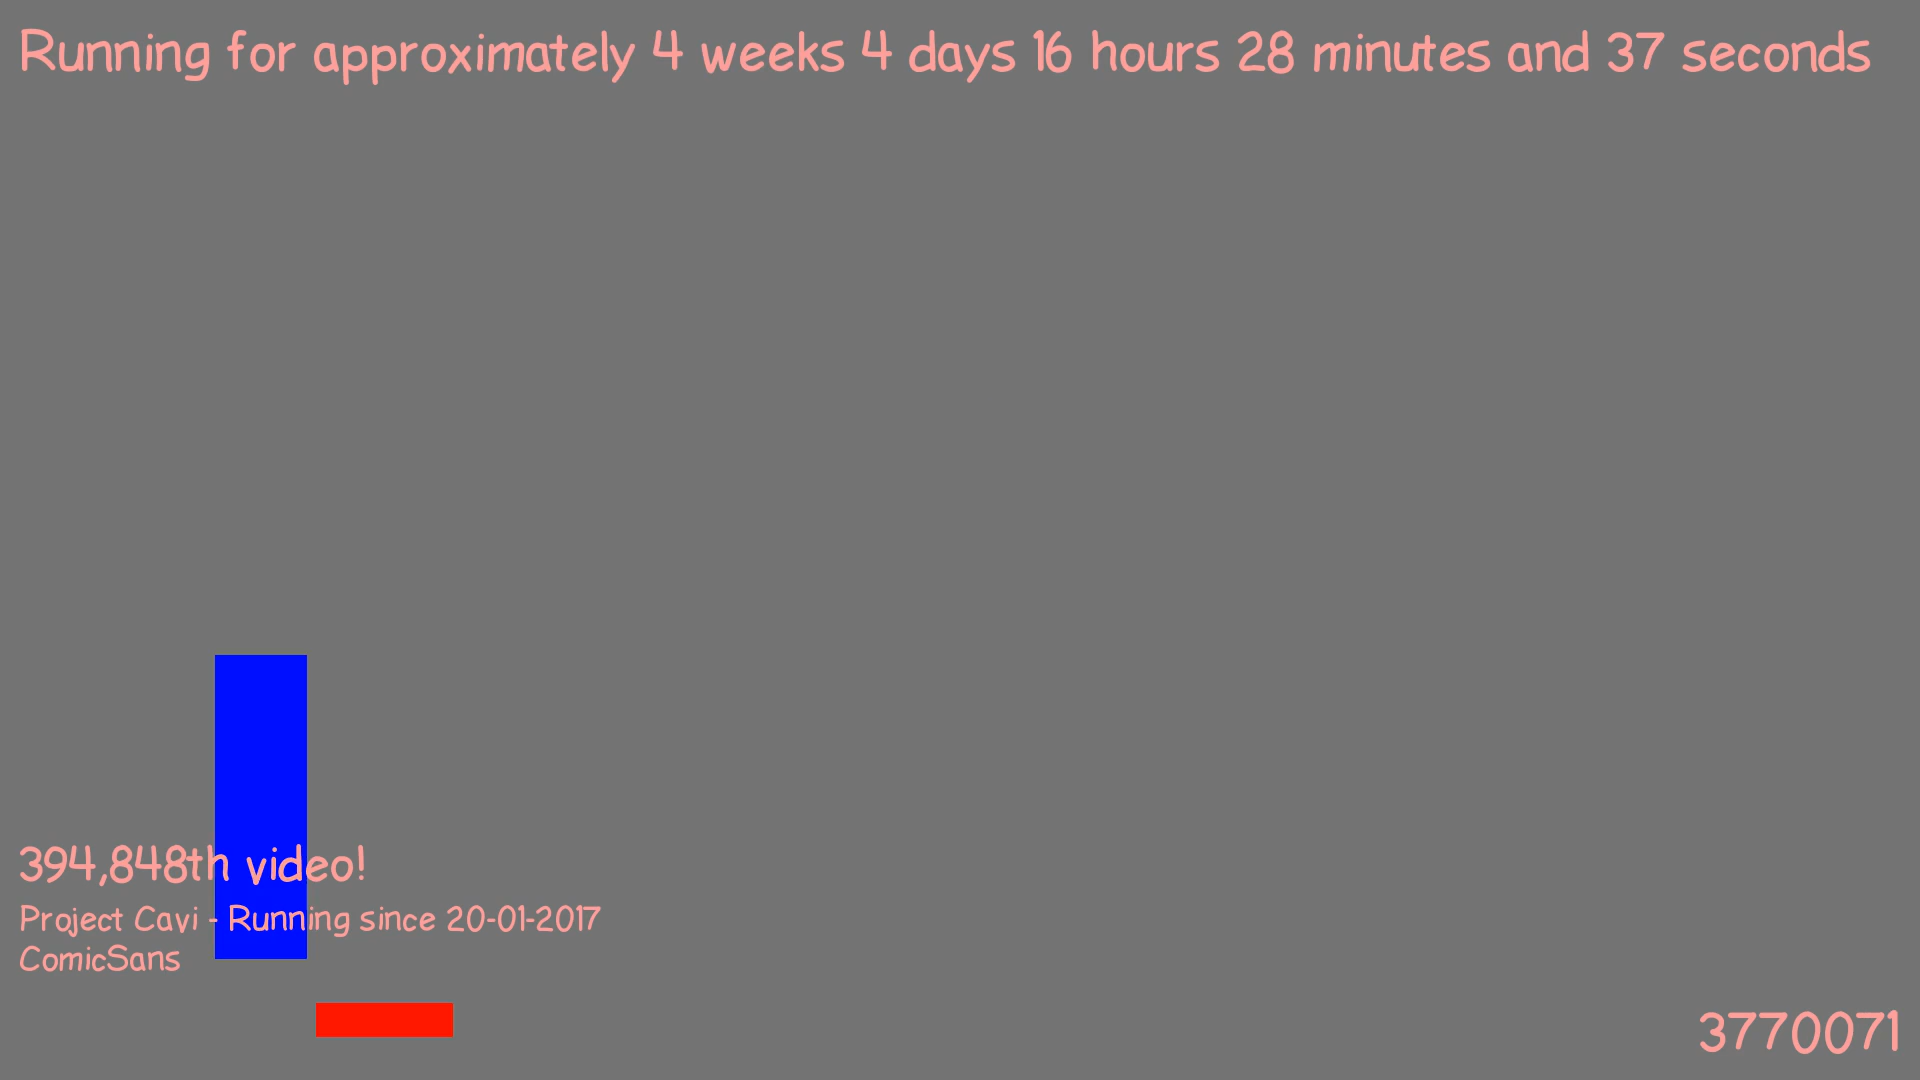 Running for approximately 4 weeks 4 days 16 hours 28 minutes and 37 seconds
394,848th video!
Project Cavi - Running since 20-01-2017
ComicSans
3770071